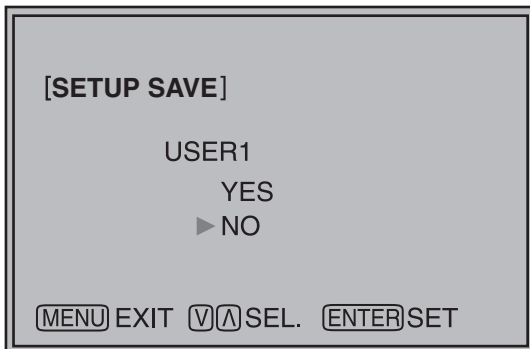 [SETUP SAVE]
USER1
YES
▶NO
MENU EXIT V Λ SEL. ENTER SET